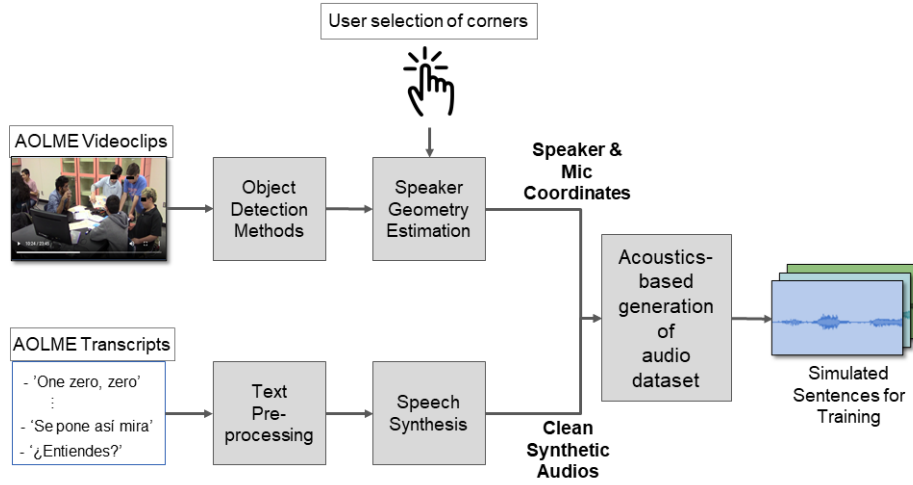 User selection of corners
AOLME Videoclips
Object
Detection
Methods
Speaker
Geometry
Estimation
Speaker &
Mic
Coordinates
Acoustics-
based
generation
of
audio
dataset
Simulated
Sentences for
Training
AOLME Transcripts
- 'One zero, zero'
⋮
- 'Se pone así mira'
- '¿Entiendes?'
Text
Pre-
processing
Speech
Synthesis
Clean
Synthetic
Audios